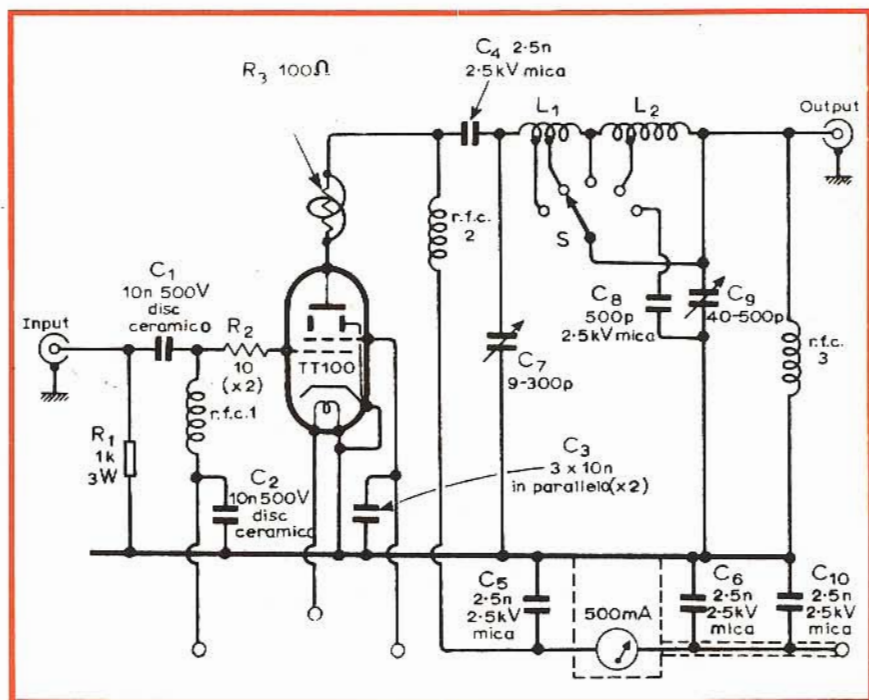 C4 2·5n
2·5kV mica
R3 100Ω
L1
L2
Output
r.f.c.
2
S
C1
10n 500V
disc
ceramico
Input
R2
10
(x2)
TT100
C8
500p
2·5kV mica
C9
40-500p
C7
9-300p
r.f.c.
3
r.f.c.1
R1
1k
3W
C2
10n 500V
disc
ceramico
C3
3 x 10n
in parallelo(x2)
C5
2·5n
2·5kV
mica
500mA
C6
2·5n
2·5kV
mica
C10
2·5n
2·5kV
mica